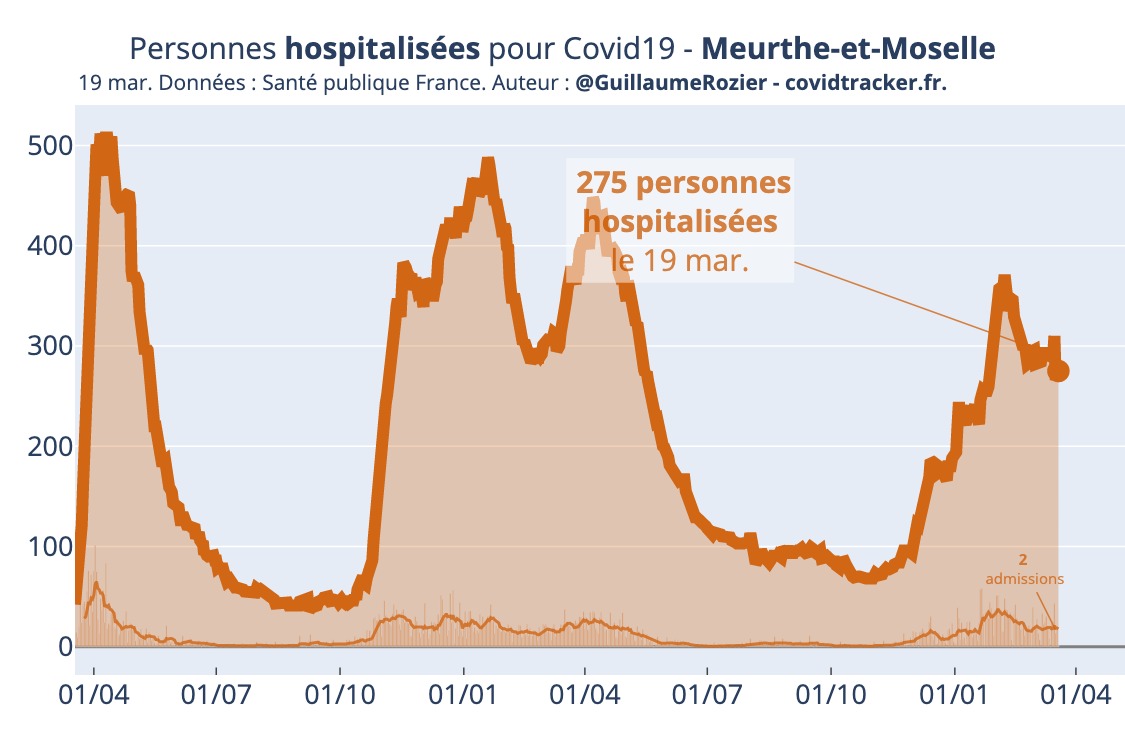 Personnes hospitalisées pour Covid19 - Meurthe-et-Moselle
19 mar. Données : Santé publique France. Auteur : @GuillaumeRozier - covidtracker.fr.
500
400
300
200
100
0
275 personnes
hospitalisées
le 19 mar.
2
admissions
01/04 01/07 01/10 01/01 01/04 01/07 01/10 01/01 01/04